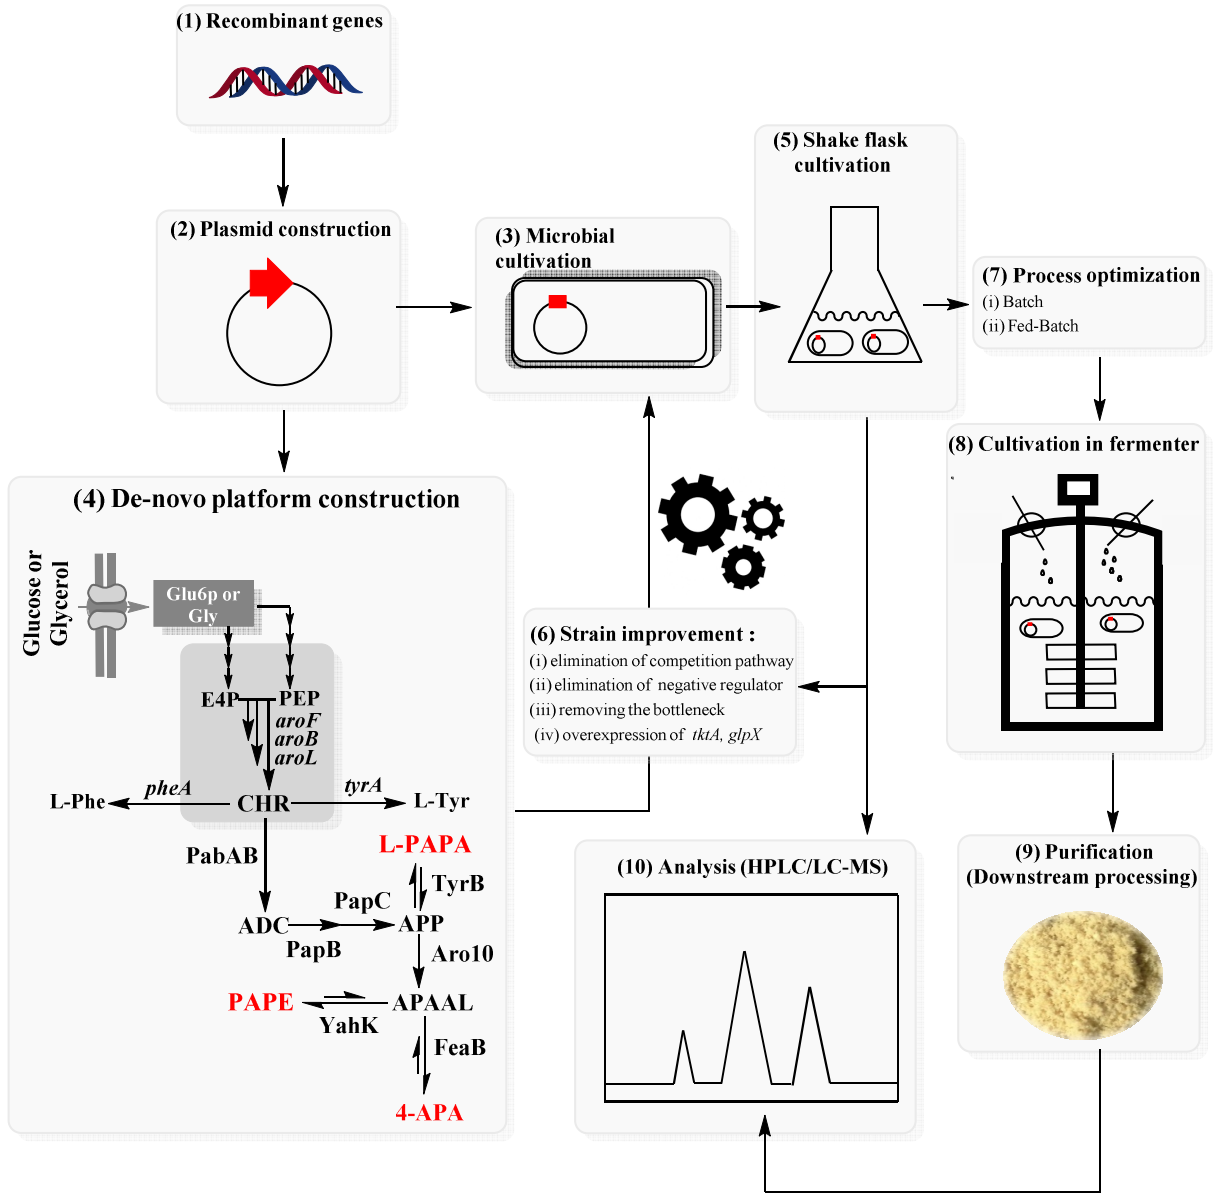 (1) Recombinant genes
(2) Plasmid construction
(3) Microbial
cultivation
(5) Shake flask
cultivation
(7) Process optimization
(i) Batch
(ii) Fed-Batch
(8) Cultivation in fermenter
(4) De-novo platform construction
Glucose or
Glycerol
Glu6p or
Gly
E4P
PEP
aroF
aroB
aroL
L-Phe
pheA
CHR
tyrA
L-Tyr
PabAB
L-PAPA
TyrB
PapC
ADC
APP
PapB
Aro10
PAPE
APAAL
YahK
FeaB
4-APA
(6) Strain improvement :
(i) elimination of competition pathway
(ii) elimination of negative regulator
(iii) removing the bottleneck
(iv) overexpression of tktA, glpX
(10) Analysis (HPLC/LC-MS)
(9) Purification
(Downstream processing)